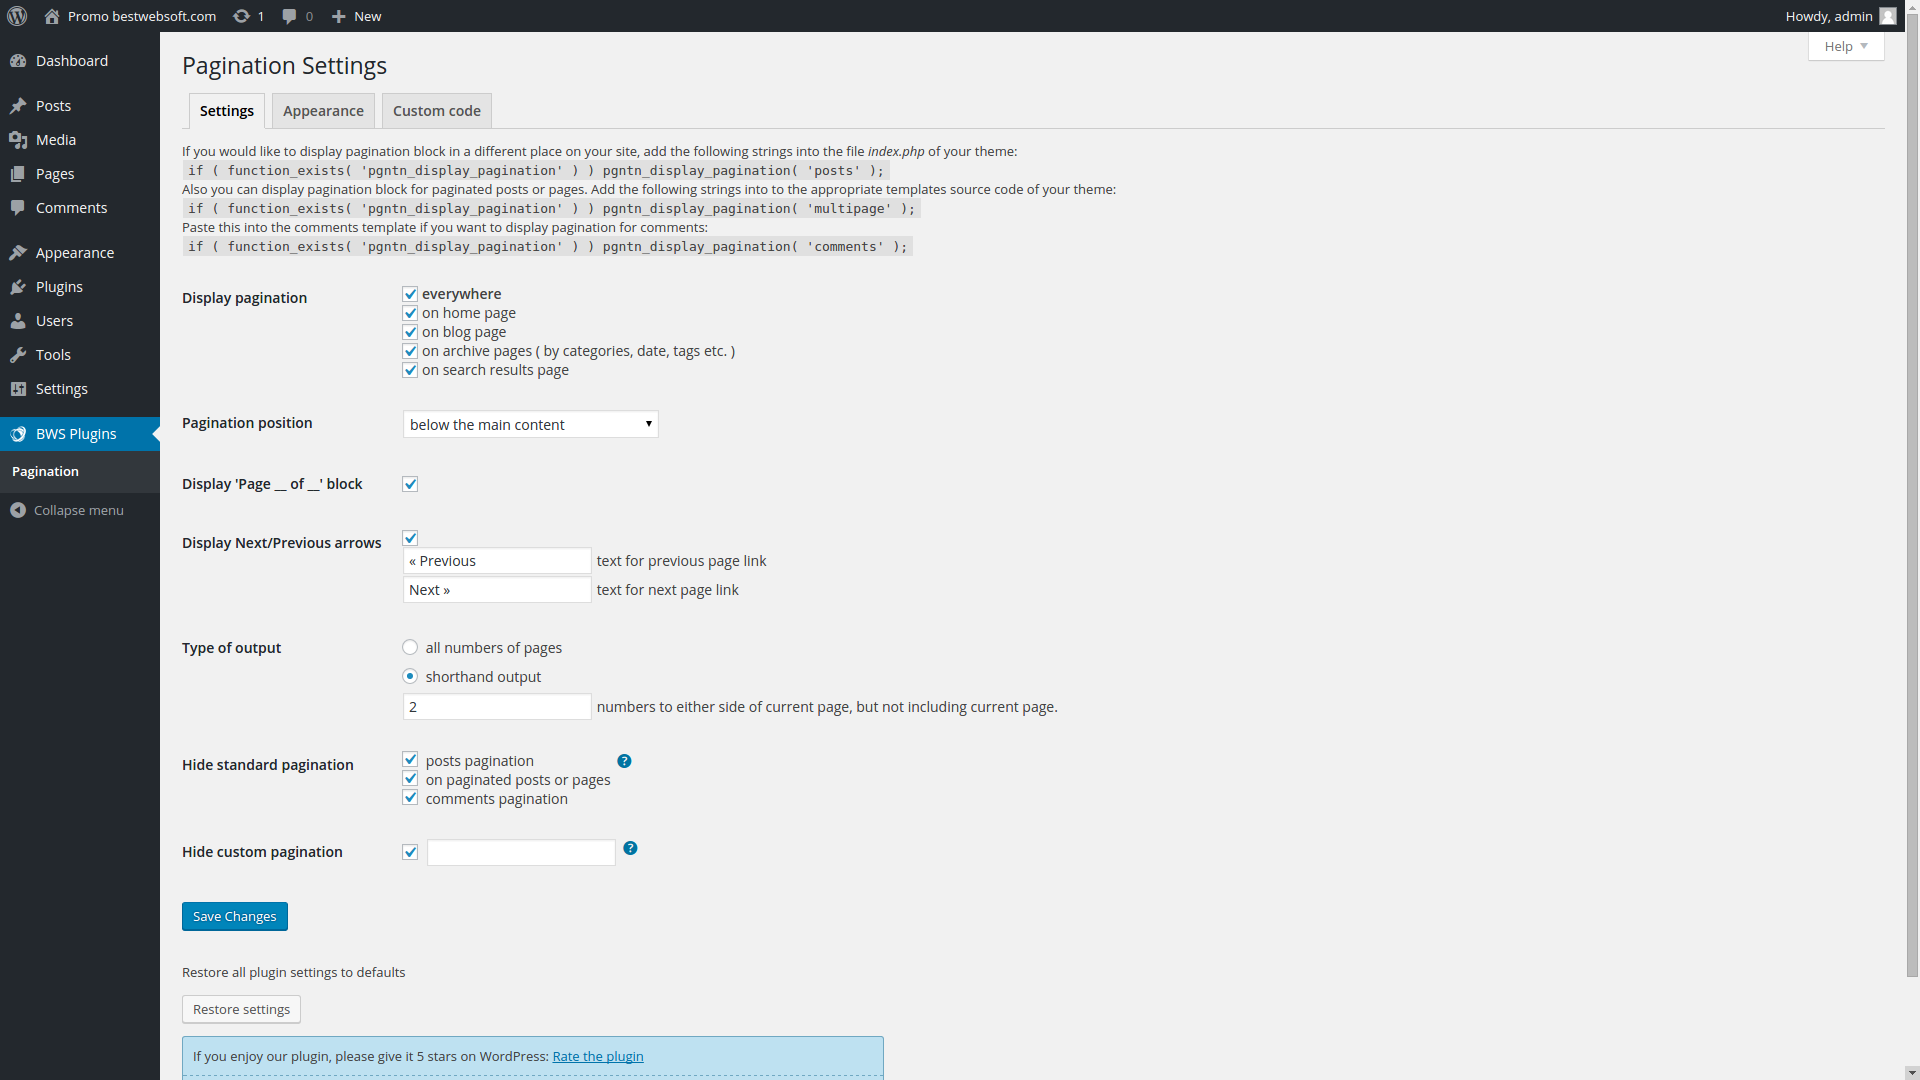 Promo bestwebsoft.com 1 0 New Howdy, admin
Help
Dashboard
Posts
Media
Pages
Comments
Appearance
Plugins
Users
Tools
Settings
BWS Plugins
Pagination
Collapse menu
Pagination Settings
Settings Appearance Custom code
If you would like to display pagination block in a different place on your site, add the following strings into the file index.php of your theme:
if ( function_exists( 'pgntn_display_pagination' ) ) pgntn_display_pagination( 'posts' );
Also you can display pagination block for paginated posts or pages. Add the following strings into to the appropriate templates source code of your theme:
if ( function_exists( 'pgntn_display_pagination' ) ) pgntn_display_pagination( 'multipage' );
Paste this into the comments template if you want to display pagination for comments:
if ( function_exists( 'pgntn_display_pagination' ) ) pgntn_display_pagination( 'comments' );
Display pagination
everywhere
on home page
on blog page
on archive pages ( by categories, date, tags etc. )
on search results page
Pagination position
below the main content
Display 'Page __ of __' block
Display Next/Previous arrows
« Previous text for previous page link
Next » text for next page link
Type of output
all numbers of pages
shorthand output
2 numbers to either side of current page, but not including current page.
Hide standard pagination
posts pagination ?
on paginated posts or pages
comments pagination
Hide custom pagination ?
Save Changes
Restore all plugin settings to defaults
Restore settings
If you enjoy our plugin, please give it 5 stars on WordPress: Rate the plugin